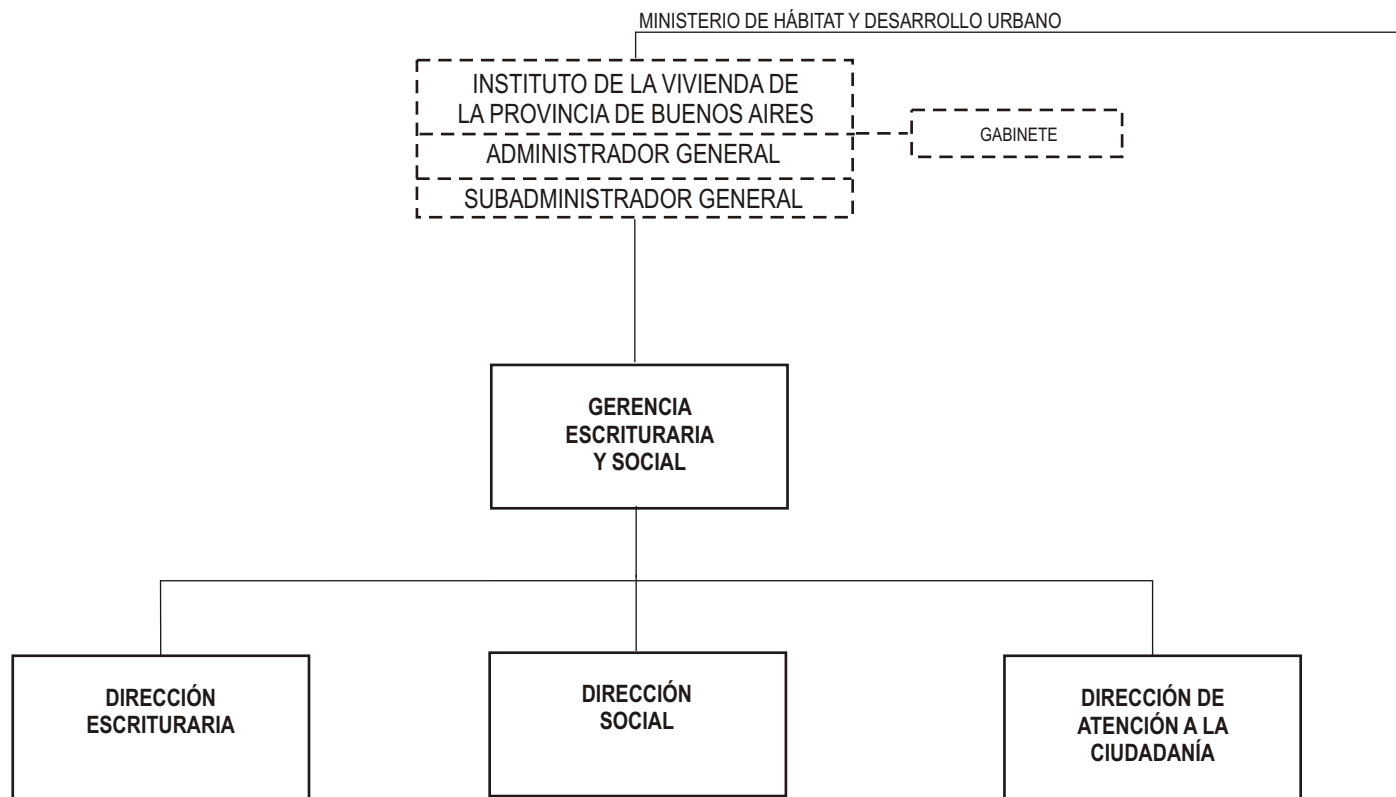 MINISTERIO DE HÁBITAT Y DESARROLLO URBANO
INSTITUTO DE LA VIVIENDA DE
LA PROVINCIA DE BUENOS AIRES
ADMINISTRADOR GENERAL
SUBADMINISTRADOR GENERAL
GABINETE
GERENCIA
ESCRITURARIA
Y SOCIAL
DIRECCIÓN
ESCRITURARIA
DIRECCIÓN
SOCIAL
DIRECCIÓN DE
ATENCIÓN A LA
CIUDADANÍA